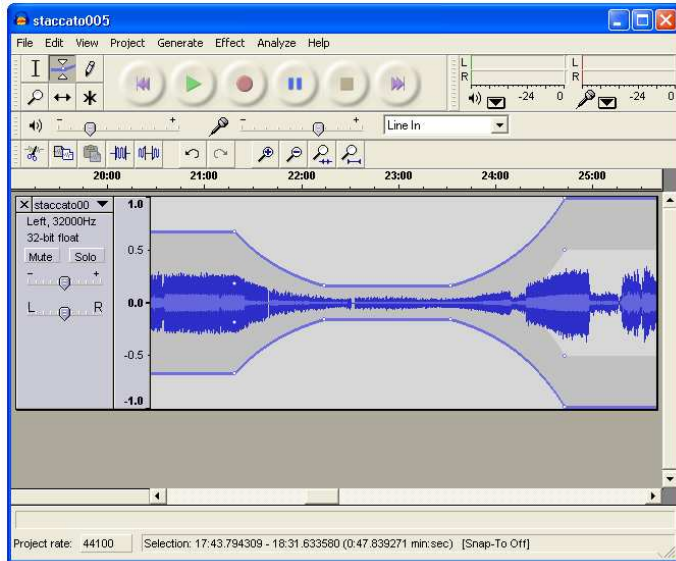 staccato005
File Edit View Project Generate Effect Analyze Help
L
R
-24 0
L
R
-24 0
- +
- +
Line In
20:00 21:00 22:00 23:00 24:00 25:00
staccato00
Left, 32000Hz
32-bit float
Mute Solo
- +
L R
1.0
0.5
0.0
-0.5
-1.0
Project rate: 44100 Selection: 17:43.794309 - 18:31.633580 (0:47.839271 min:sec) [Snap-To Off]